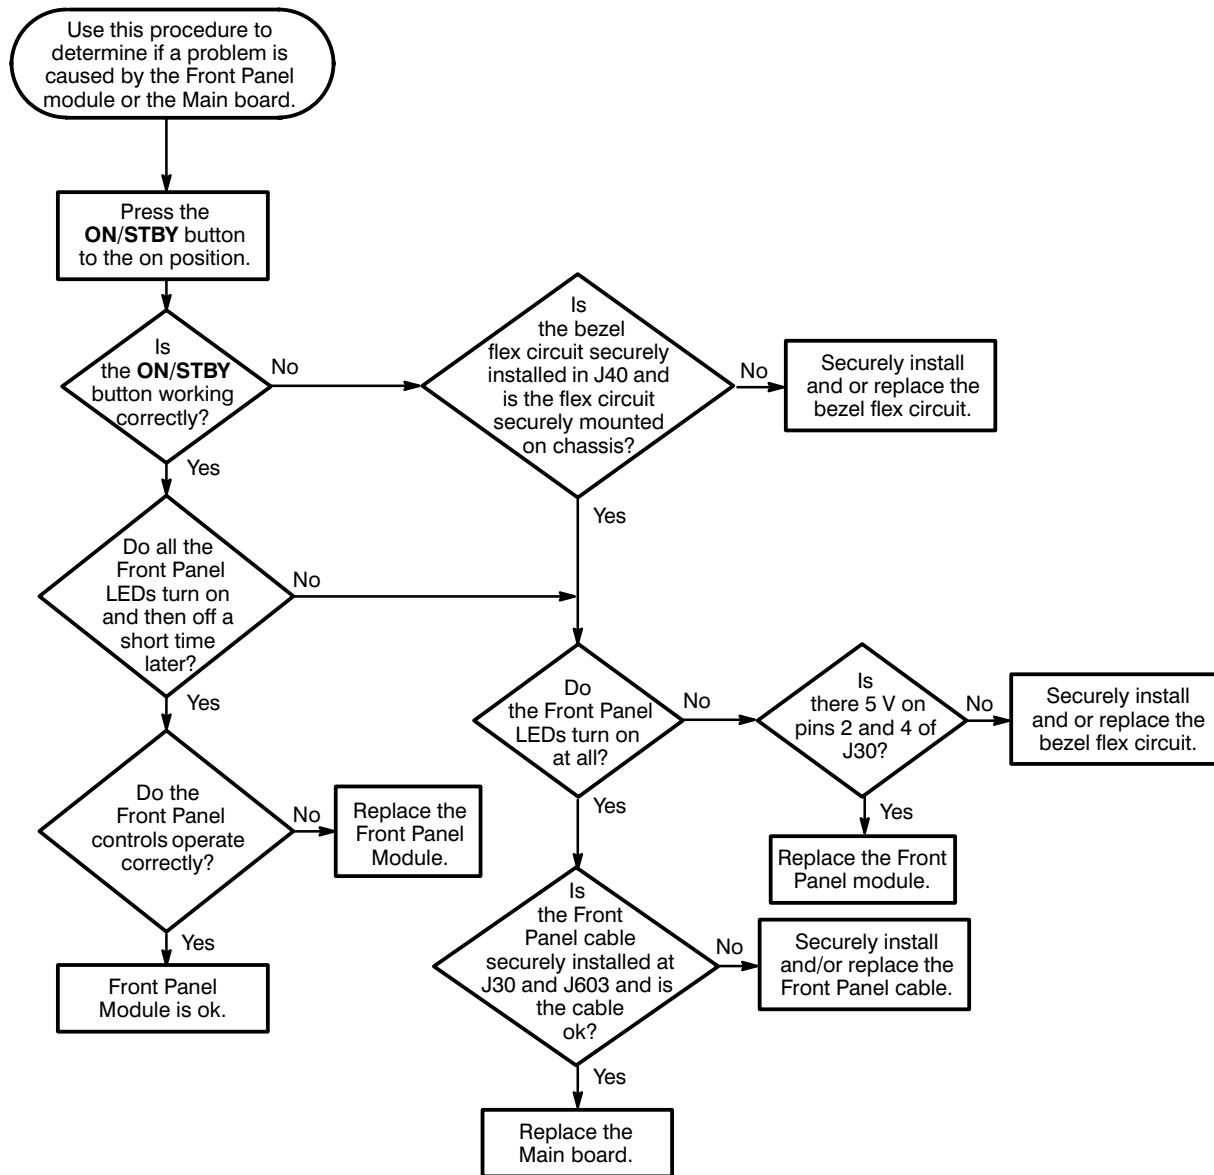 Use this procedure to
determine if a problem is
caused by the Front Panel
module or the Main board.
Press the
ON/STBY button
to the on position.
Is
the ON/STBY
button working
correctly?
No
Yes
Is
the bezel
flex circuit securely
installed in J40 and
is the flex circuit
securely mounted
on chassis?
No
Yes
Securely install
and or replace the
bezel flex circuit.
Do all the
Front Panel
LEDs turn on
and then off a
short time
later?
No
Yes
Do
the Front Panel
LEDs turn on
at all?
No
Yes
Is
there 5 V on
pins 2 and 4 of
J30?
No
Yes
Securely install
and or replace the
bezel flex circuit.
Replace the Front
Panel module.
Do the
Front Panel
controls operate
correctly?
No
Yes
Replace the
Front Panel
Module.
Front Panel
Module is ok.
Is
the Front
Panel cable
securely installed at
J30 and J603 and is
the cable
ok?
No
Yes
Securely install
and/or replace the
Front Panel cable.
Replace the
Main board.